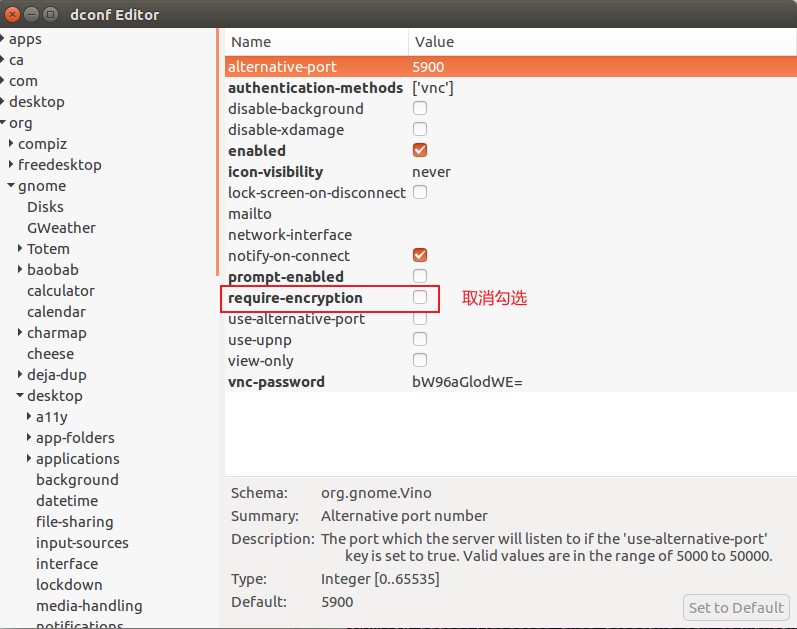 dconf Editor
apps
ca
com
desktop
org
compiz
freedesktop
gnome
Disks
GWeather
Totem
baobab
calculator
calendar
charmap
cheese
deja-dup
desktop
a11y
app-folders
applications
background
datetime
file-sharing
input-sources
interface
lockdown
media-handling
notifications
Name Value
alternative-port 5900
authentication-methods ['vnc']
disable-background
disable-xdamage
enabled
icon-visibility never
lock-screen-on-disconnect
mailto
network-interface
notify-on-connect
prompt-enabled
require-encryption 取消勾选
use-alternative-port
use-upnp
view-only
vnc-password bW96aGlodWE=
Schema: org.gnome.Vino
Summary: Alternative port number
Description: The port which the server will listen to if the 'use-alternative-port'
key is set to true. Valid values are in the range of 5000 to 50000.
Type: Integer [0..65535]
Default: 5900
Set to Default